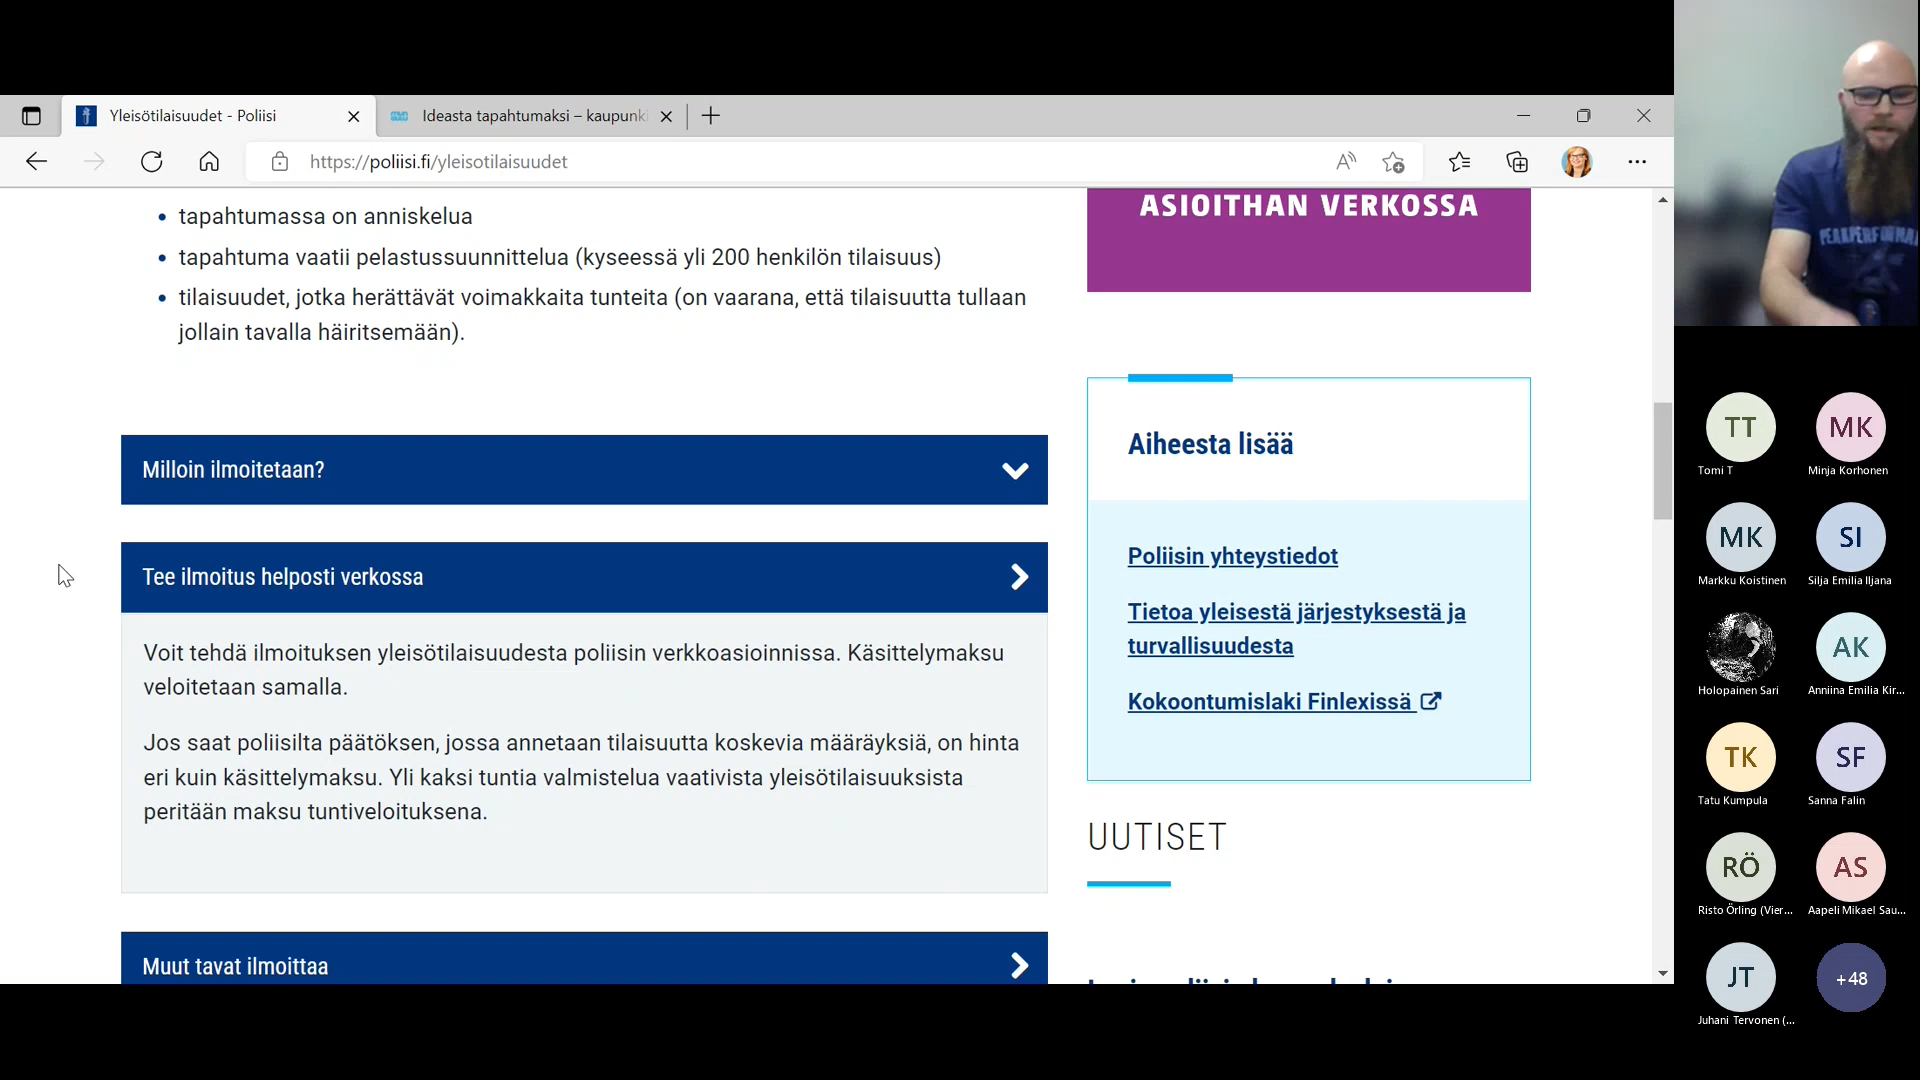 Yleisötilaisuudet - Poliisi
Ideasta tapahtumaksi – kaupunki
https://poliisi.fi/yleisotilaisuudet
tapahtumassa on anniskelua
tapahtuma vaatii pelastussuunnittelua (kyseessä yli 200 henkilön tilaisuus)
tilaisuudet, jotka herättävät voimakkaita tunteita (on vaarana, että tilaisuutta tullaan
jollain tavalla häiritsemään).
Milloin ilmoitetaan?
Tee ilmoitus helposti verkossa
Voit tehdä ilmoituksen yleisötilaisuudesta poliisin verkkoasioinnissa. Käsittelymaksu
veloitetaan samalla.
Jos saat poliisilta päätöksen, jossa annetaan tilaisuutta koskevia määräyksiä, on hinta
eri kuin käsittelymaksu. Yli kaksi tuntia valmistelua vaativista yleisötilaisuuksista
peritään maksu tuntiveloituksena.
Muut tavat ilmoittaa
ASIOITHAN VERKOSSA
Aiheesta lisää
Poliisin yhteystiedot
Tietoa yleisestä järjestyksestä ja
turvallisuudesta
Kokoontumislaki Finlexissä
UUTISET
TT
MK
Tomi T
Minja Korhonen
MK
SI
Markku Koistinen
Silja Emilia Iljana
AK
Holopainen Sari
Anniina Emilia Kir...
TK
SF
Tatu Kumpula
Sanna Falin
RÖ
AS
Risto Örling (Vier...
Aapeli Mikael Sau...
JT
+48
Juhani Tervonen (...